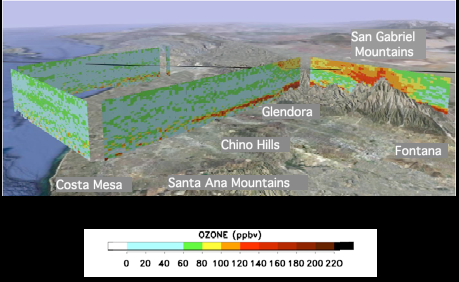 San Gabriel
Mountains
Glendora
Chino Hills
Fontana
Costa Mesa
Santa Ana Mountains
OZONE (ppbv)
0 20 40 60 80 100 120 140 160 180 200 220